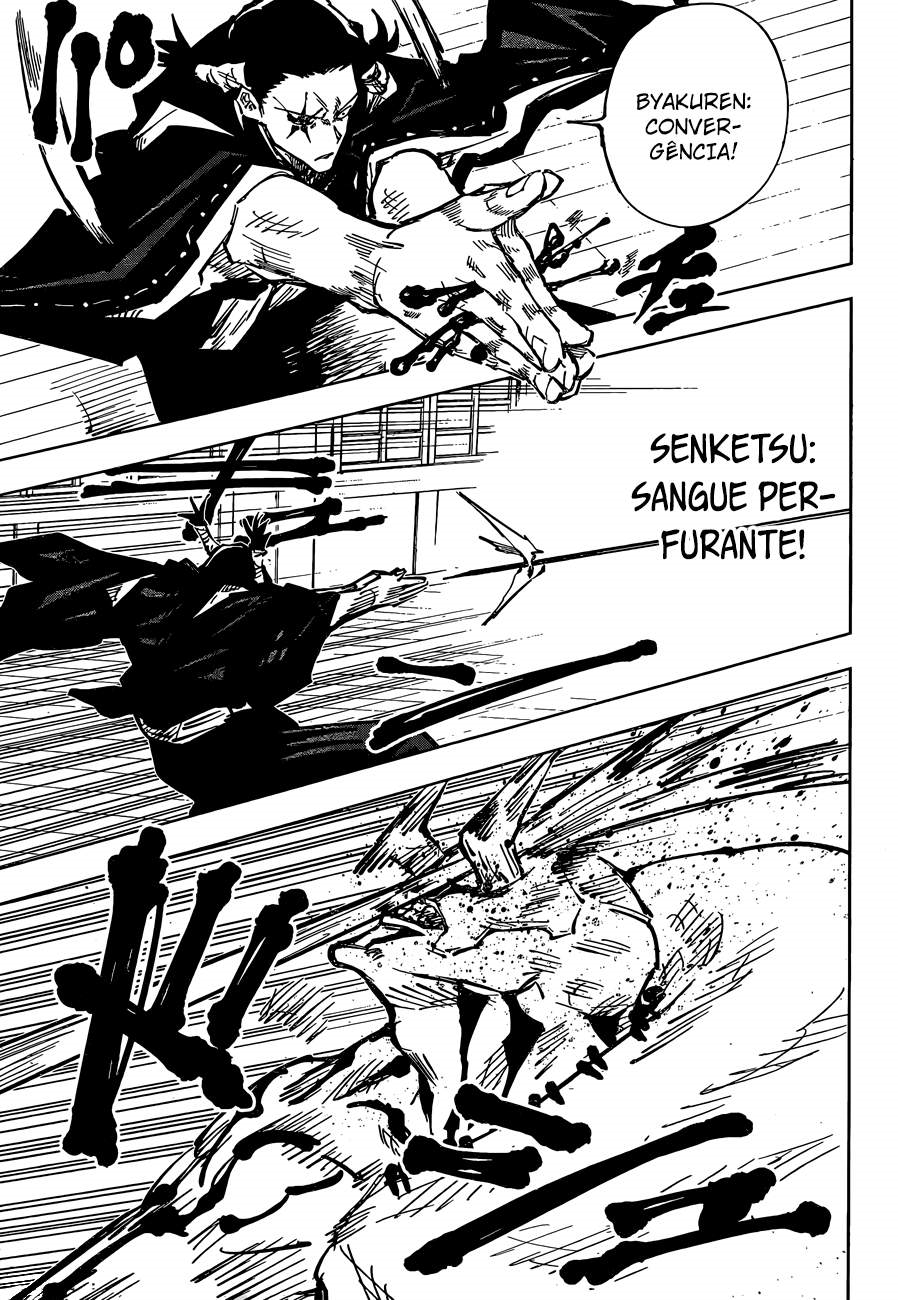 BYAKUREN:
CONVER-
GÊNCIA!
SENKETSU:
SANGUE PER-
FURANTE!